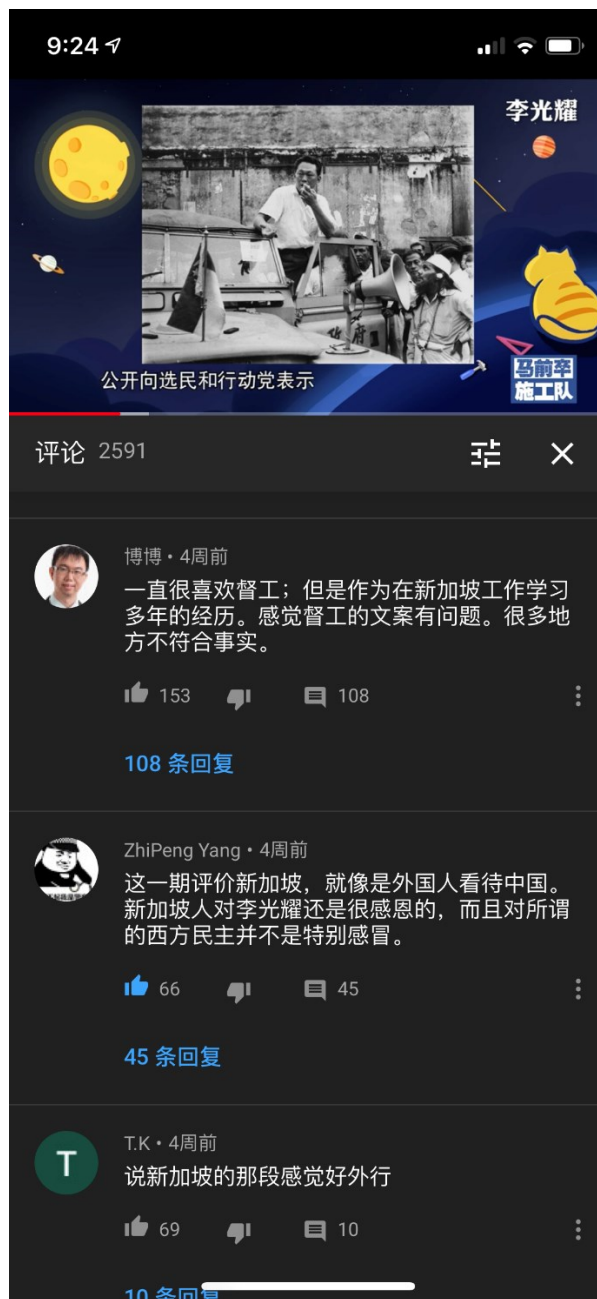 9:24
李光耀
公开向选民和行动党表示
马前卒
施工队
评论 2591
博博 • 4周前
一直很喜欢督工；但是作为在新加坡工作学习
多年的经历。感觉督工的文案有问题。很多地
方不符合事实。
153 108
108 条回复
ZhiPeng Yang • 4周前
这一期评价新加坡，就像是外国人看待中国。
新加坡人对李光耀还是很感恩的，而且对所谓
的西方民主并不是特别感冒。
66 45
45 条回复
T
T.K • 4周前
说新加坡的那段感觉好外行
69 10
10 条回复